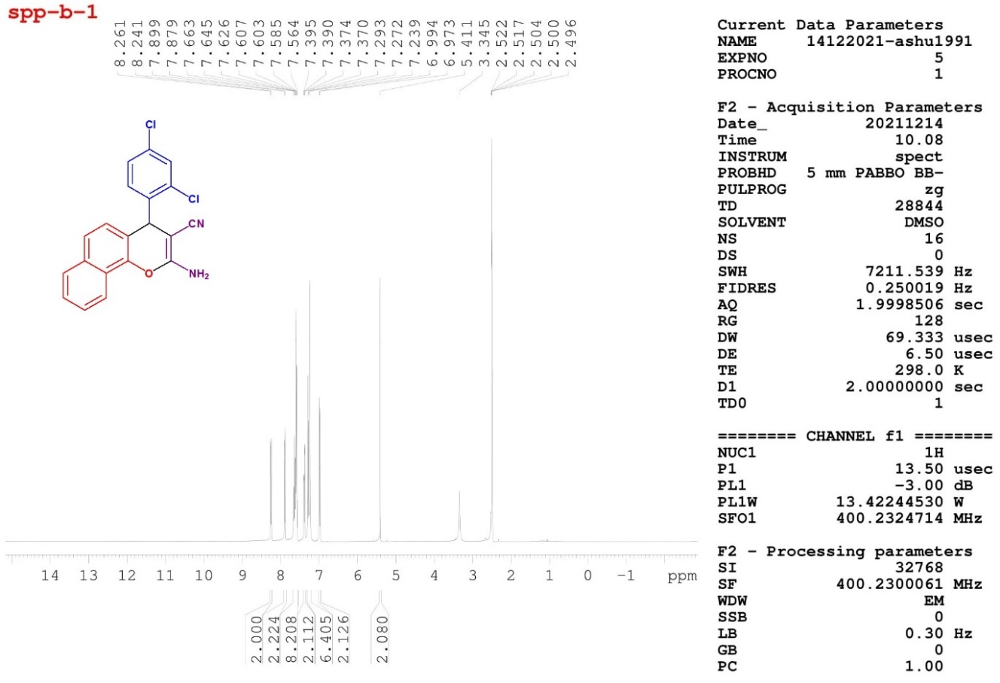 spp-b-1
8.261
8.241
7.899
7.879
7.663
7.645
7.626
7.607
7.603
7.585
7.564
7.395
7.390
7.374
7.370
7.293
7.272
7.239
6.994
6.973
5.411
3.345
2.522
2.517
2.504
2.500
2.496
Cl
Cl
CN
O
NH2
14 13 12 11 10 9 8 7 6 5 4 3 2 1 0 -1 ppm
2.000
2.224
8.208
2.112
6.405
2.126
2.080
Current Data Parameters
NAME 14122021-ashu1991
EXPNO 5
PROCNO 1
F2 - Acquisition Parameters
Date_ 20211214
Time 10.08
INSTRUM spect
PROBHD 5 mm PABBO BB-
PULPROG zg
TD 28844
SOLVENT DMSO
NS 16
DS 0
SWH 7211.539 Hz
FIDRES 0.250019 Hz
AQ 1.9998506 sec
RG 128
DW 69.333 usec
DE 6.50 usec
TE 298.0 K
D1 2.00000000 sec
TD0 1
======== CHANNEL f1 ========
NUC1 1H
P1 13.50 usec
PL1 -3.00 dB
PL1W 13.42244530 W
SFO1 400.2324714 MHz
F2 - Processing parameters
SI 32768
SF 400.2300061 MHz
WDW EM
SSB 0
LB 0.30 Hz
GB 0
PC 1.00